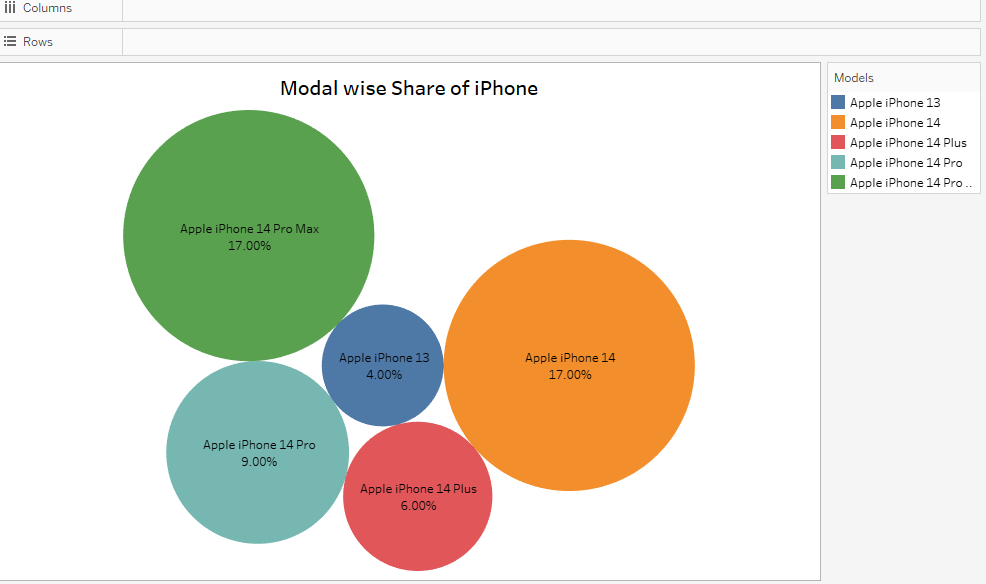 Columns
Rows
Modal wise Share of iPhone
Apple iPhone 14 Pro Max
17.00%
Apple iPhone 13
4.00%
Apple iPhone 14
17.00%
Apple iPhone 14 Pro
9.00%
Apple iPhone 14 Plus
6.00%
Models
Apple iPhone 13
Apple iPhone 14
Apple iPhone 14 Plus
Apple iPhone 14 Pro
Apple iPhone 14 Pro ..